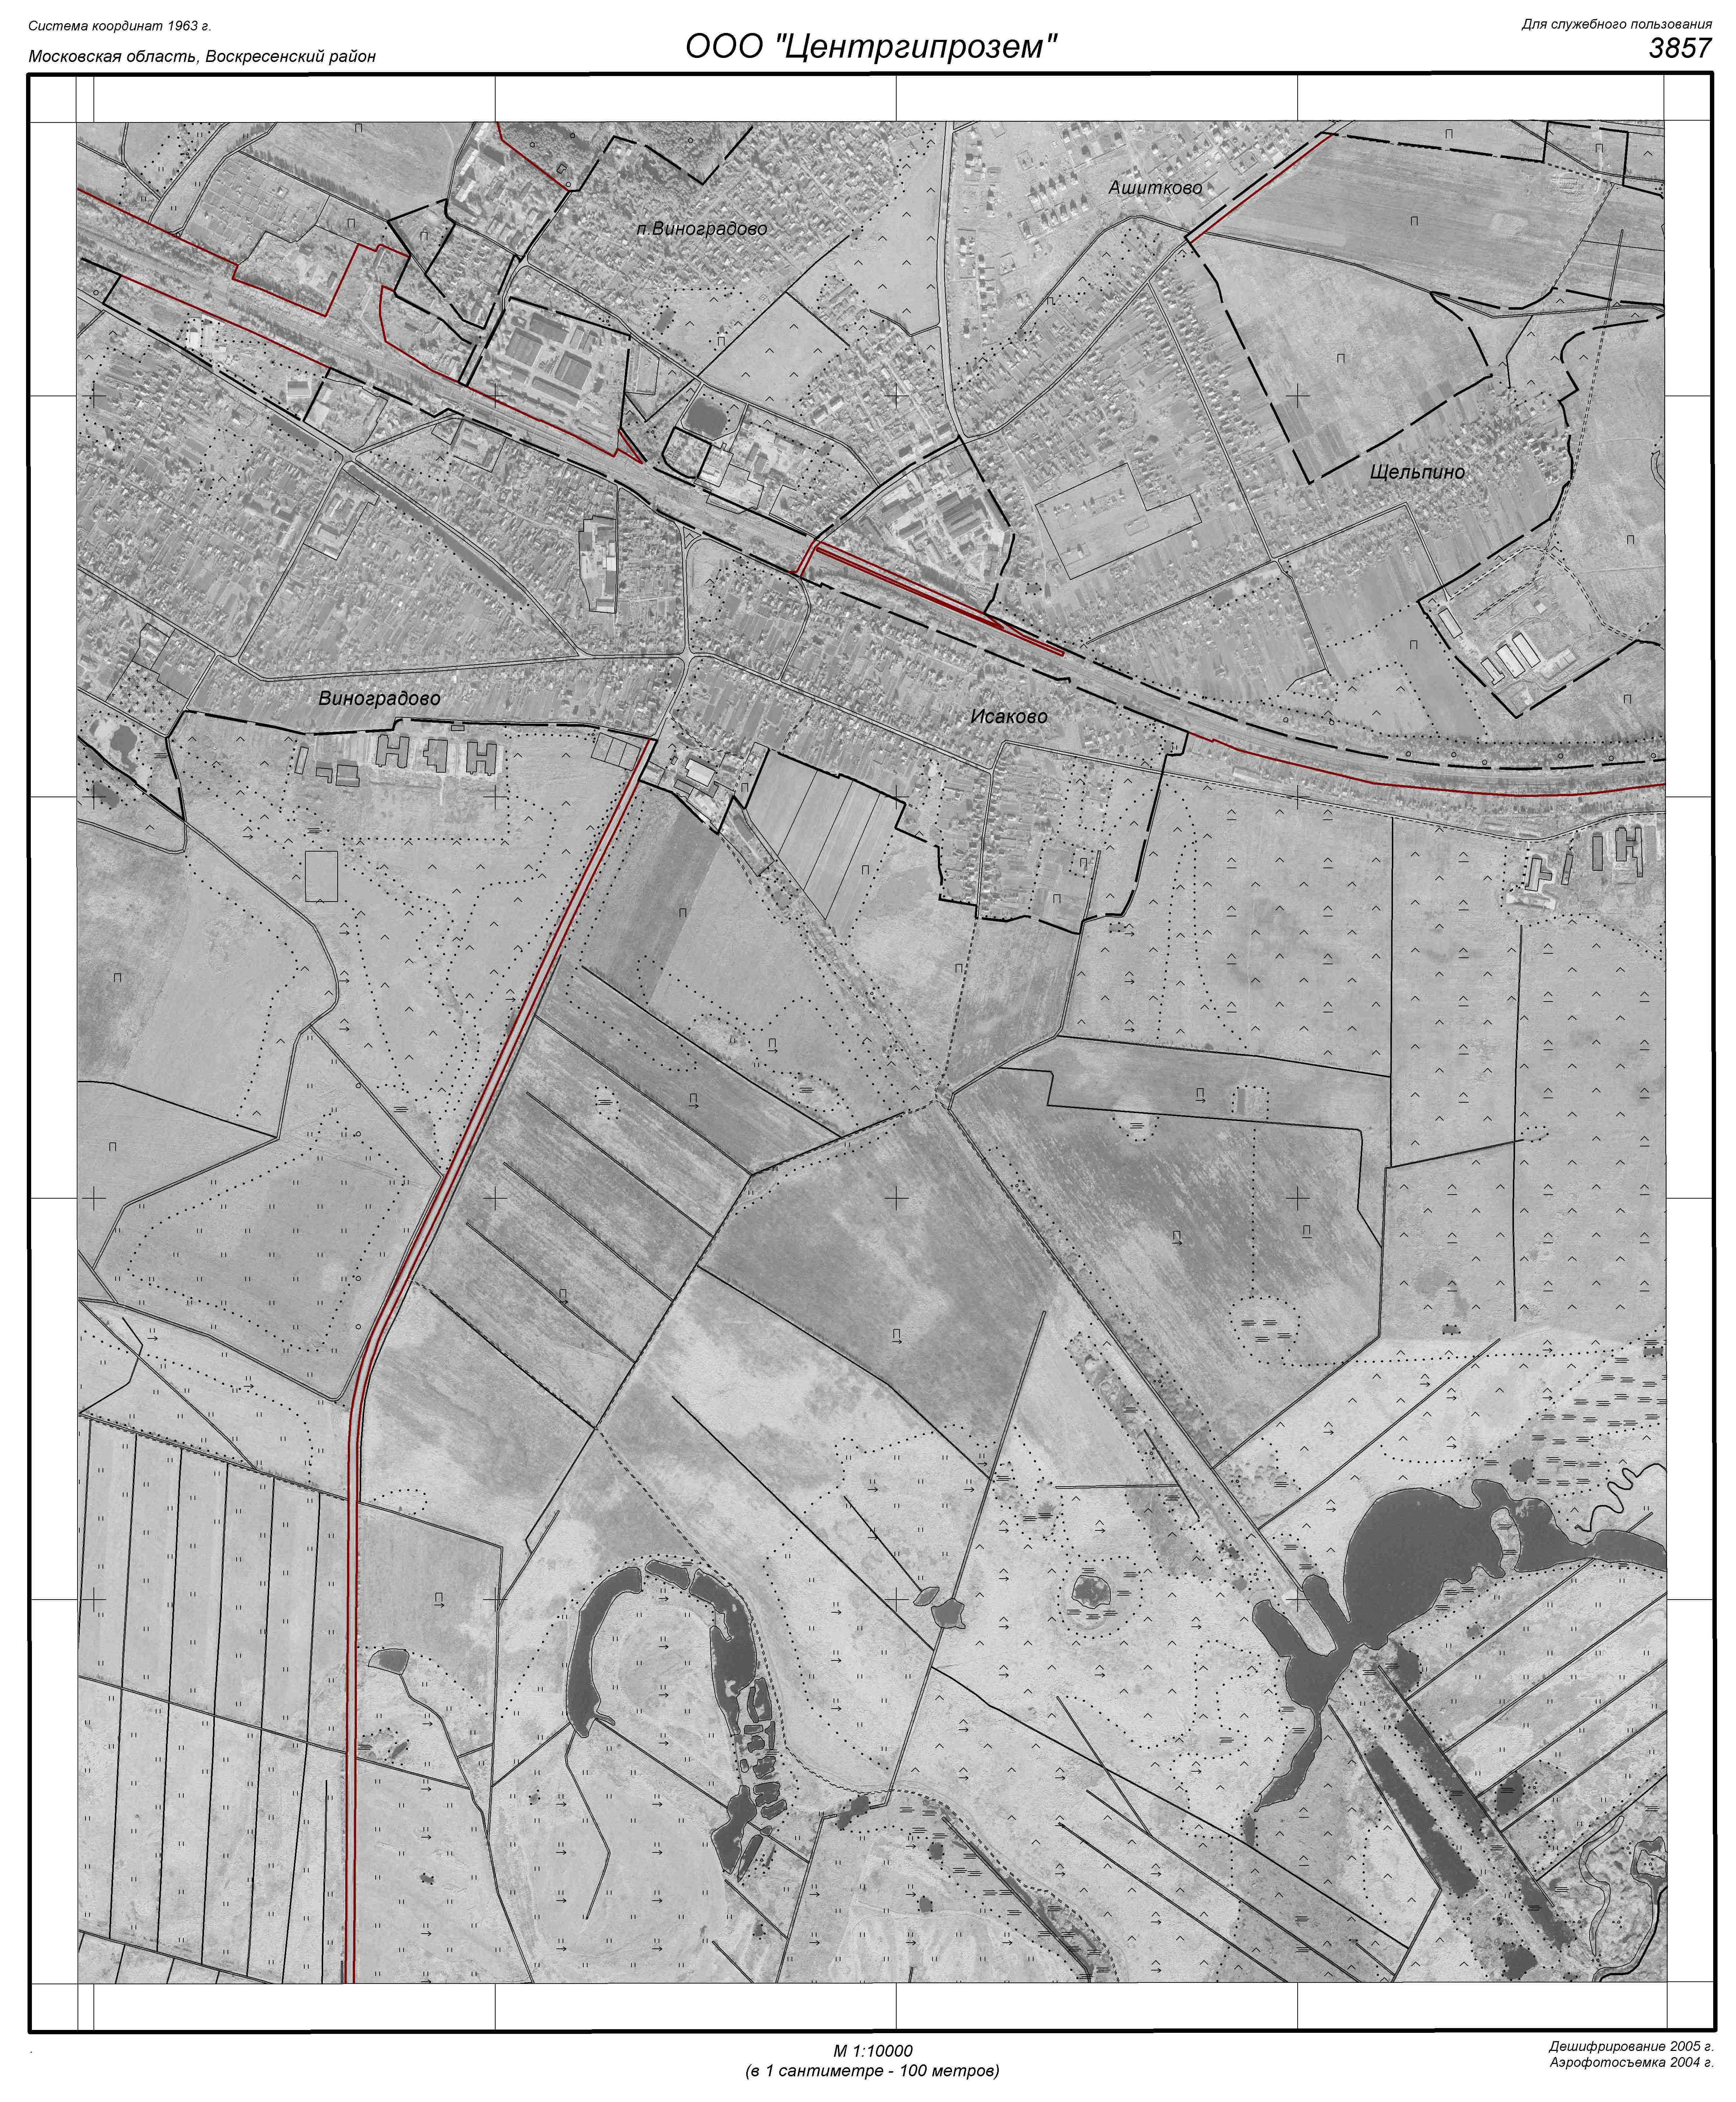 Система координат 1963 г.
Для служебного пользования
Московская область, Воскресенский район
ООО "Центргипрозем"
3857
Ашитково
п.Виноградово
Щельпино
Виноградово
Исаково
М 1:10000
(в 1 сантиметре - 100 метров)
Дешифрирование 2005 г.
Аэрофотосъемка 2004 г.